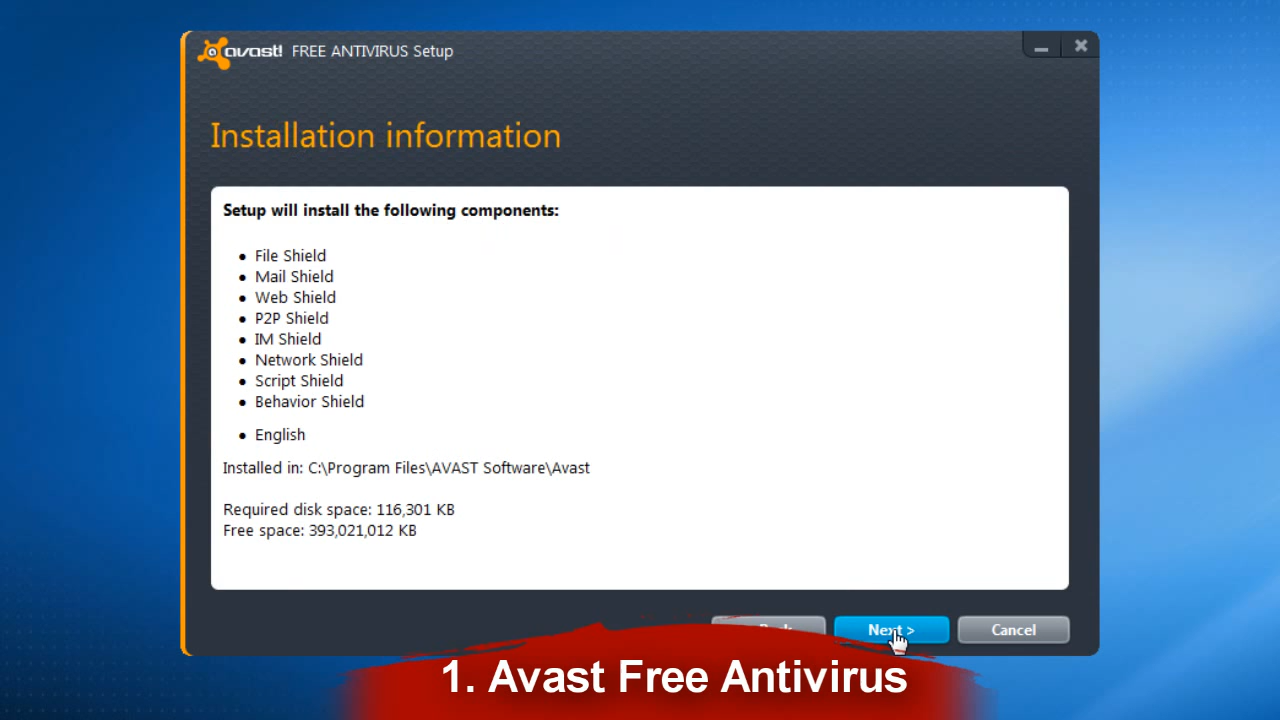 avast! FREE ANTIVIRUS Setup
Installation information
Setup will install the following components:
• File Shield
• Mail Shield
• Web Shield
• P2P Shield
• IM Shield
• Network Shield
• Script Shield
• Behavior Shield
• English
Installed in: C:\Program Files\AVAST Software\Avast
Required disk space: 116,301 KB
Free space: 393,021,012 KB
Next > Cancel
1. Avast Free Antivirus